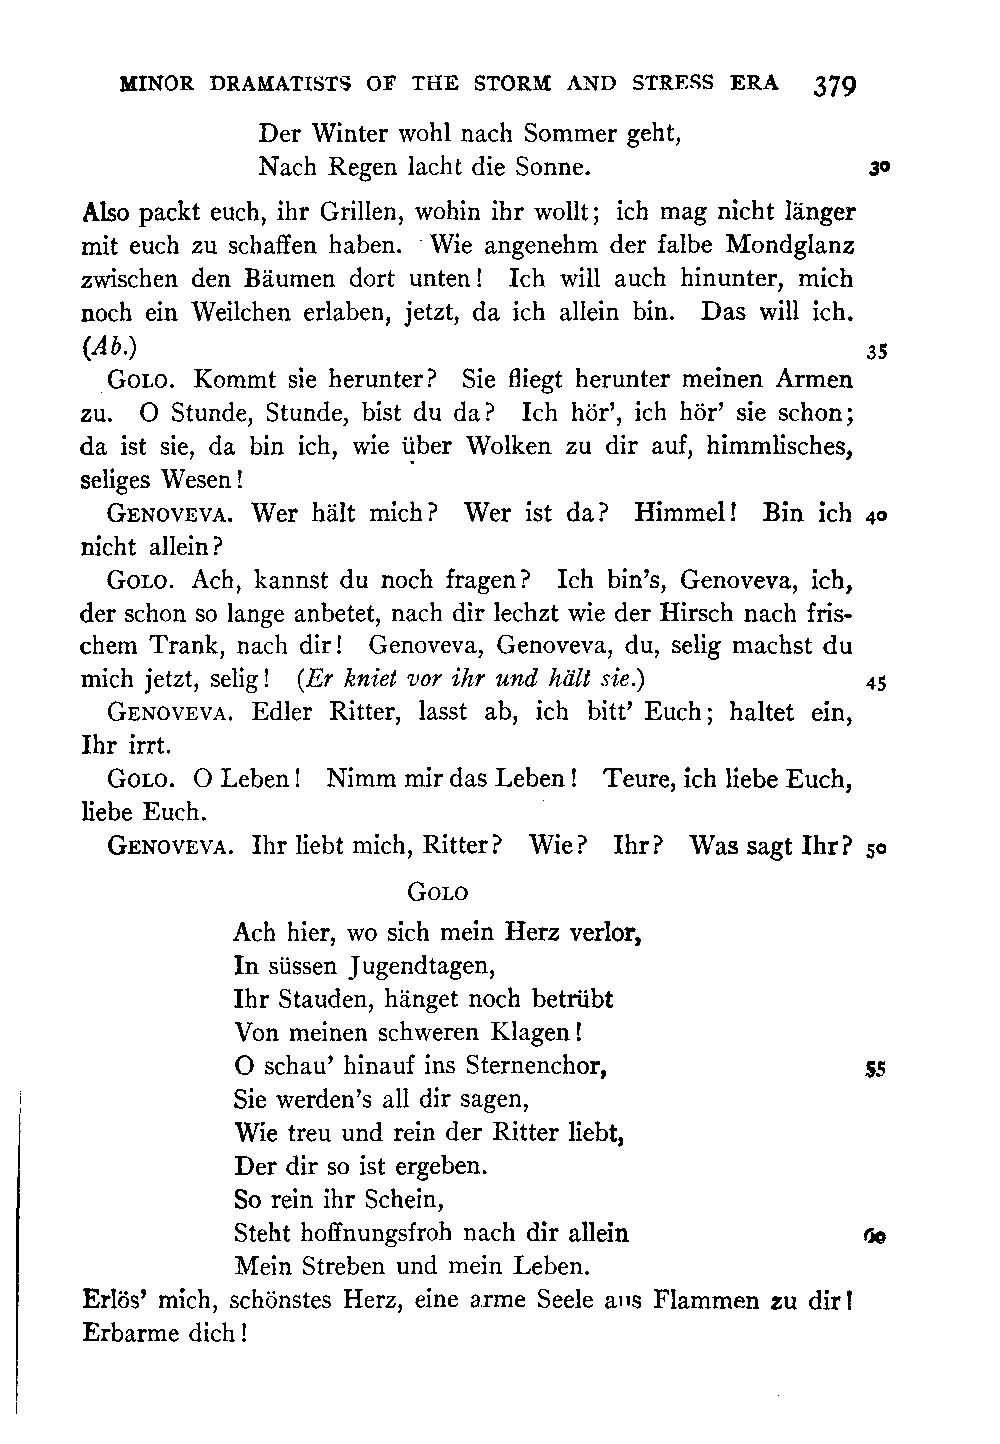 MINOR DRAMATISTS OF THE STORM AND STRESS ERA 379
Der Winter wohl nach Sommer geht,
Nach Regen lacht die Sonne. 30
Also packt euch, ihr Grillen, wohin ihr wollt; ich mag nicht länger
mit euch zu schaffen haben. Wie angenehm der falbe Mondglanz
zwischen den Bäumen dort unten! Ich will auch hinunter, mich
noch ein Weilchen erlaben, jetzt, da ich allein bin. Das will ich.
(Ab.) 35
GOLO. Kommt sie herunter? Sie fliegt herunter meinen Armen
zu. O Stunde, Stunde, bist du da? Ich hör', ich hör' sie schon;
da ist sie, da bin ich, wie über Wolken zu dir auf, himmlisches,
seliges Wesen!
GENOVEVA. Wer hält mich? Wer ist da? Himmel! Bin ich 40
nicht allein?
GOLO. Ach, kannst du noch fragen? Ich bin's, Genoveva, ich,
der schon so lange anbetet, nach dir lechzt wie der Hirsch nach fris-
chem Trank, nach dir! Genoveva, Genoveva, du, selig machst du
mich jetzt, selig! (Er kniet vor ihr und hält sie.) 45
GENOVEVA. Edler Ritter, lasst ab, ich bitt' Euch; haltet ein,
Ihr irrt.
GOLO. O Leben! Nimm mir das Leben! Teure, ich liebe Euch,
liebe Euch.
GENOVEVA. Ihr liebt mich, Ritter? Wie? Ihr? Was sagt Ihr? 50
GOLO
Ach hier, wo sich mein Herz verlor,
In süssen Jugendtagen,
Ihr Stauden, hänget noch betrübt
Von meinen schweren Klagen!
O schau' hinauf ins Sternenchor, 55
Sie werden's all dir sagen,
Wie treu und rein der Ritter liebt,
Der dir so ist ergeben.
So rein ihr Schein,
Steht hoffnungsfroh nach dir allein 60
Mein Streben und mein Leben.
Erlös' mich, schönstes Herz, eine arme Seele aus Flammen zu dir!
Erbarme dich!